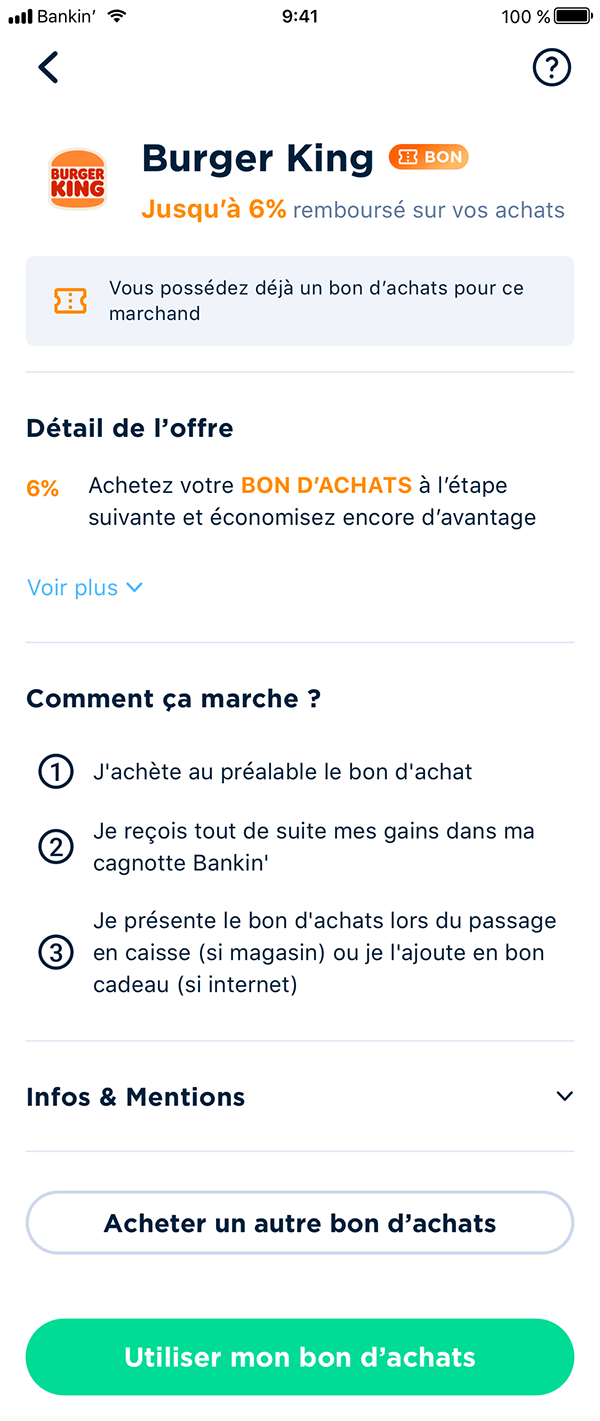 Bankin’ 9:41 100 %
BURGER
KING
Burger King BON
Jusqu’à 6% remboursé sur vos achats
Vous possédez déjà un bon d’achats pour ce
marchand
Détail de l’offre
6% Achetez votre BON D’ACHATS à l’étape
suivante et économisez encore d’avantage
Voir plus
Comment ça marche ?
1 J'achète au préalable le bon d'achat
2 Je reçois tout de suite mes gains dans ma
cagnotte Bankin'
3 Je présente le bon d'achats lors du passage
en caisse (si magasin) ou je l'ajoute en bon
cadeau (si internet)
Infos & Mentions
Acheter un autre bon d’achats
Utiliser mon bon d’achats